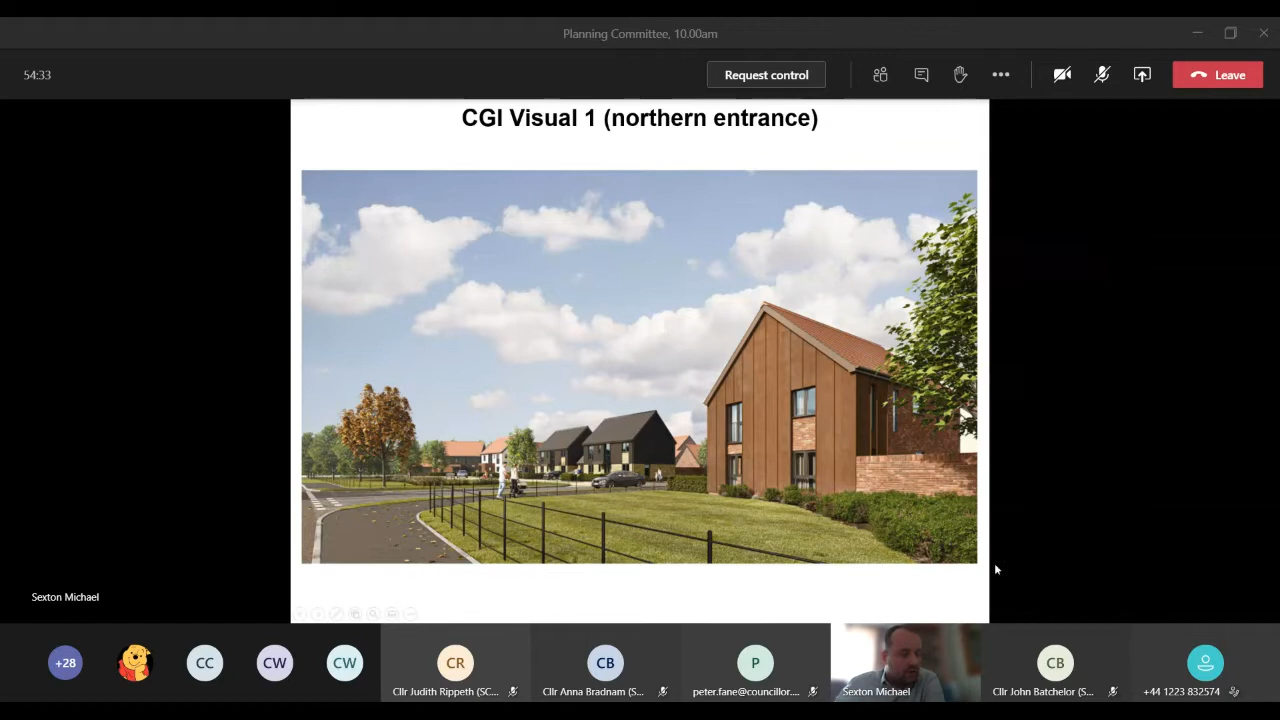 Planning Committee, 10.00am
54:33
Request control
Leave
CGI Visual 1 (northern entrance)
Sexton Michael
+28
CC
CW
CW
CR
Cllr Judith Rippeth (SC...
CB
Cllr Anna Bradnam (S...
P
peter.fane@councillor....
Sexton Michael
CB
Cllr John Batchelor (S...
+44 1223 832574